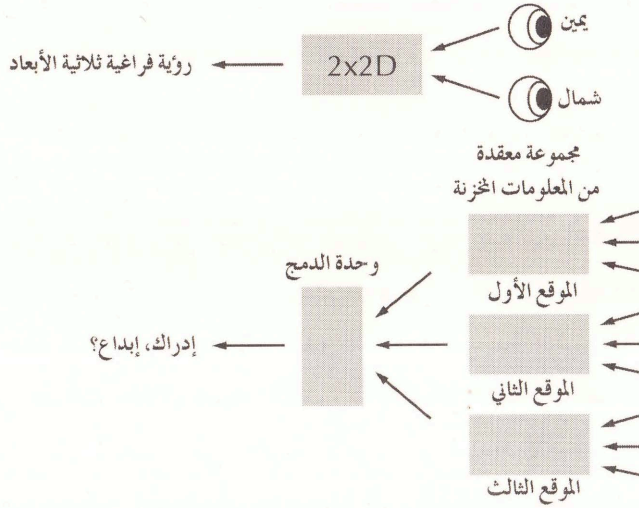 يمين
2x2D
رؤية فراغية ثلاثية الأبعاد
شمال
مجموعة معقدة
من المعلومات المخزنة
وحدة الدمج
الموقع الأول
إدراك، إبداع؟
الموقع الثاني
الموقع الثالث